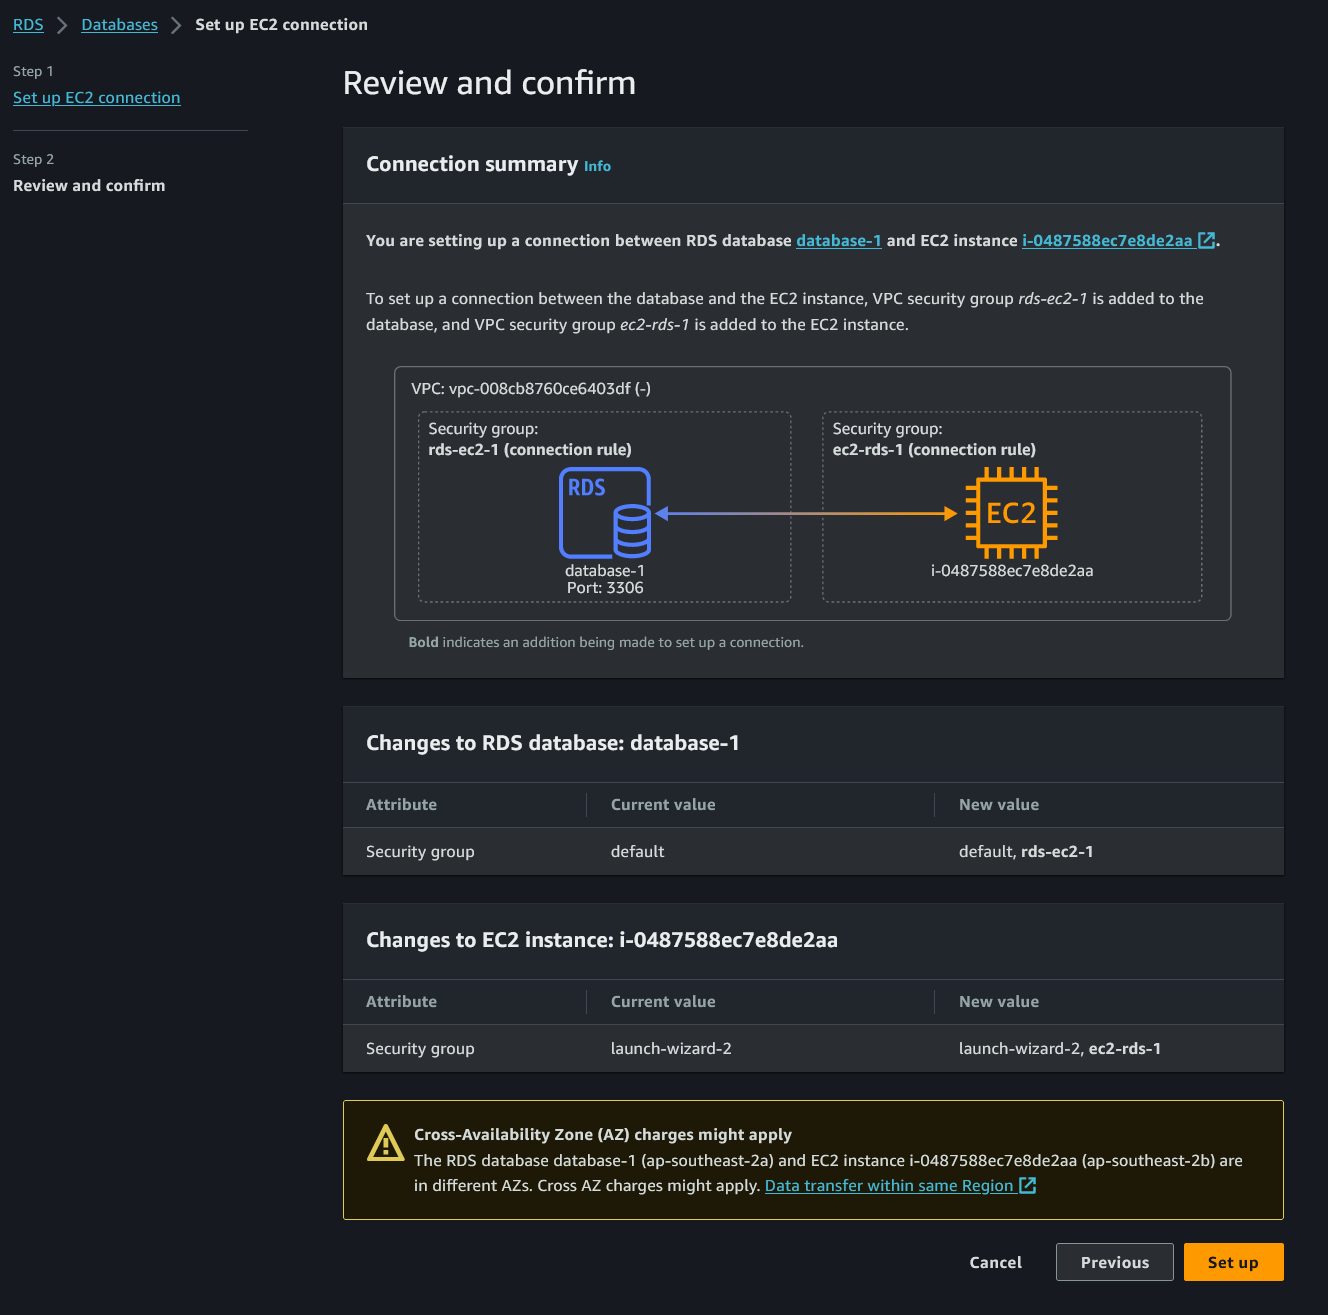 RDS > Databases > Set up EC2 connection
Step 1
Set up EC2 connection
Step 2
Review and confirm
Review and confirm
Connection summary Info
You are setting up a connection between RDS database database-1 and EC2 instance i-0487588ec7e8de2aa.
To set up a connection between the database and the EC2 instance, VPC security group rds-ec2-1 is added to the
database, and VPC security group ec2-rds-1 is added to the EC2 instance.
VPC: vpc-008cb8760ce6403df (-)
Security group:
rds-ec2-1 (connection rule)
RDS
database-1
Port: 3306
Security group:
ec2-rds-1 (connection rule)
EC2
i-0487588ec7e8de2aa
Bold indicates an addition being made to set up a connection.
Changes to RDS database: database-1
Attribute Current value New value
Security group default default, rds-ec2-1
Changes to EC2 instance: i-0487588ec7e8de2aa
Attribute Current value New value
Security group launch-wizard-2 launch-wizard-2, ec2-rds-1
Cross-Availability Zone (AZ) charges might apply
The RDS database database-1 (ap-southeast-2a) and EC2 instance i-0487588ec7e8de2aa (ap-southeast-2b) are
in different AZs. Cross AZ charges might apply. Data transfer within same Region
Cancel Previous Set up